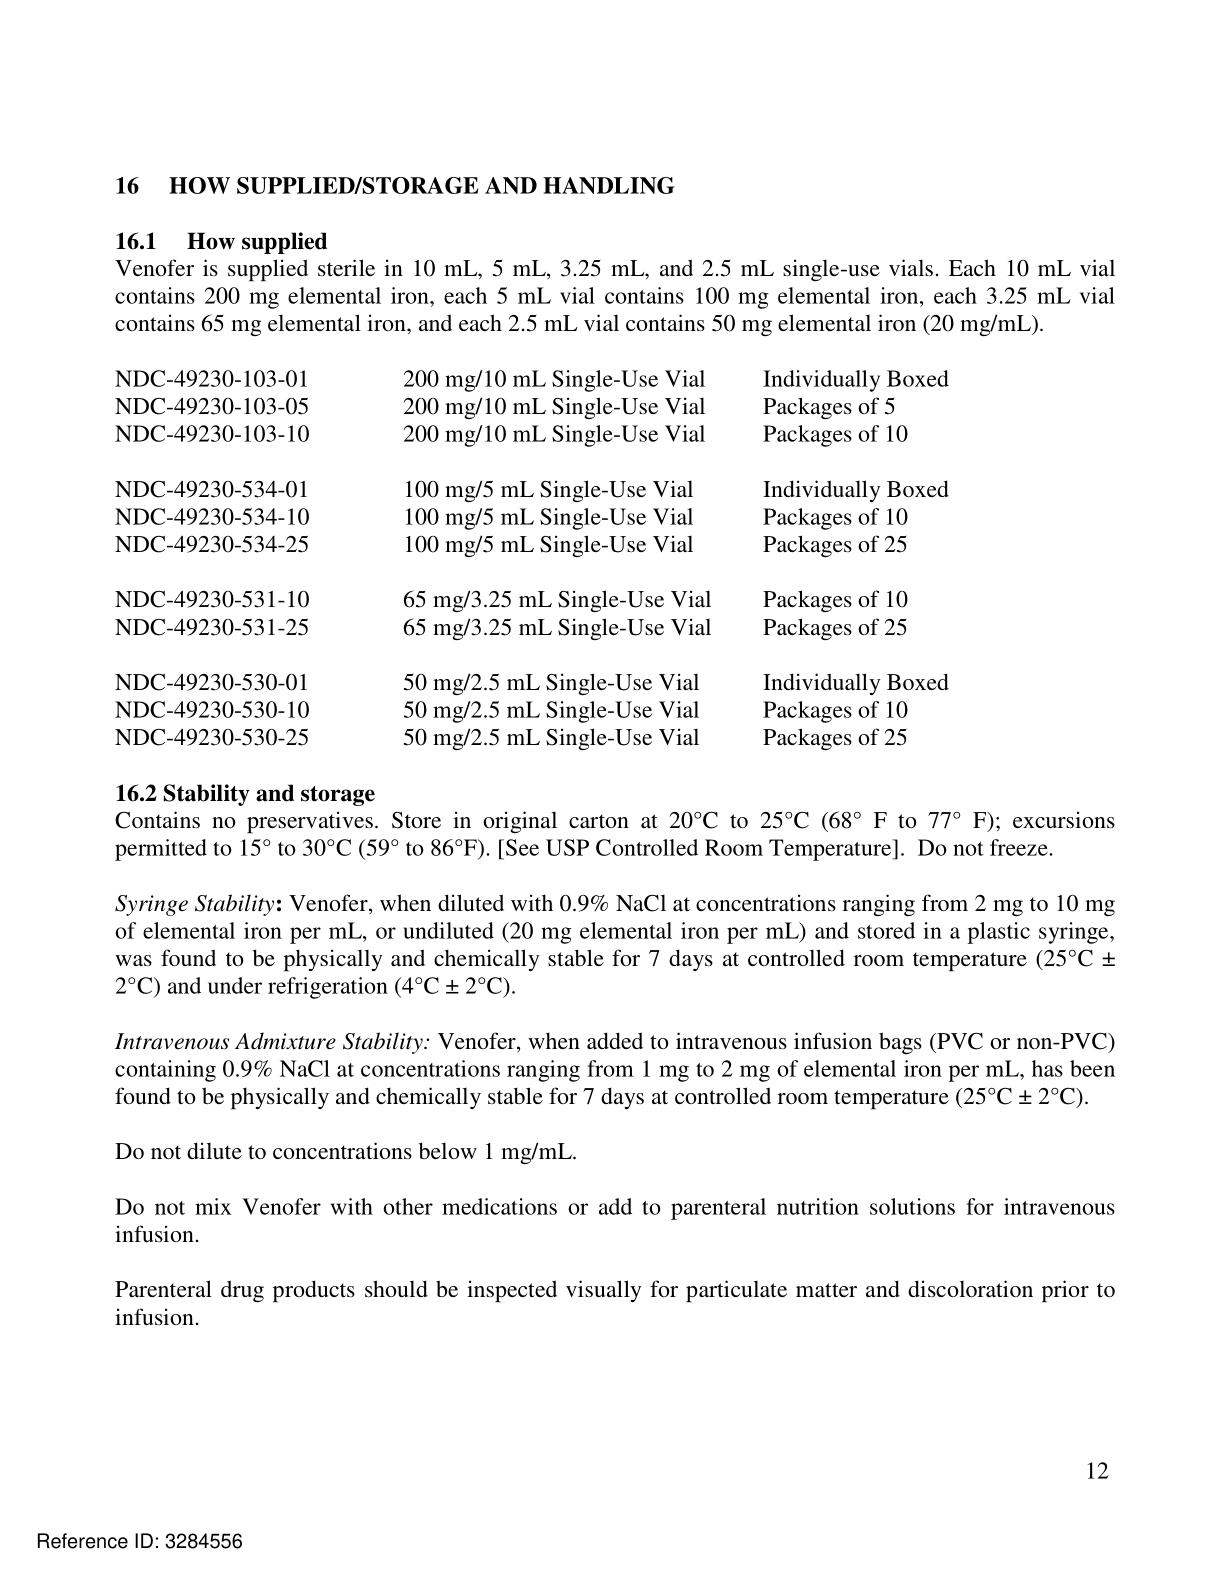 16 HOW SUPPLIED/STORAGE AND HANDLING
16.1 How supplied
Venofer is supplied sterile in 10 mL, 5 mL, 3.25 mL, and 2.5 mL single-use vials. Each 10 mL vial
contains 200 mg elemental iron, each 5 mL vial contains 100 mg elemental iron, each 3.25 mL vial
contains 65 mg elemental iron, and each 2.5 mL vial contains 50 mg elemental iron (20 mg/mL).
NDC-49230-103-01 200 mg/10 mL Single-Use Vial Individually Boxed
NDC-49230-103-05 200 mg/10 mL Single-Use Vial Packages of 5
NDC-49230-103-10 200 mg/10 mL Single-Use Vial Packages of 10
NDC-49230-534-01 100 mg/5 mL Single-Use Vial Individually Boxed
NDC-49230-534-10 100 mg/5 mL Single-Use Vial Packages of 10
NDC-49230-534-25 100 mg/5 mL Single-Use Vial Packages of 25
NDC-49230-531-10 65 mg/3.25 mL Single-Use Vial Packages of 10
NDC-49230-531-25 65 mg/3.25 mL Single-Use Vial Packages of 25
NDC-49230-530-01 50 mg/2.5 mL Single-Use Vial Individually Boxed
NDC-49230-530-10 50 mg/2.5 mL Single-Use Vial Packages of 10
NDC-49230-530-25 50 mg/2.5 mL Single-Use Vial Packages of 25
16.2 Stability and storage
Contains no preservatives. Store in original carton at 20°C to 25°C (68° F to 77° F); excursions
permitted to 15° to 30°C (59° to 86°F). [See USP Controlled Room Temperature]. Do not freeze.
Syringe Stability: Venofer, when diluted with 0.9% NaCl at concentrations ranging from 2 mg to 10 mg
of elemental iron per mL, or undiluted (20 mg elemental iron per mL) and stored in a plastic syringe,
was found to be physically and chemically stable for 7 days at controlled room temperature (25°C ±
2°C) and under refrigeration (4°C ± 2°C).
Intravenous Admixture Stability: Venofer, when added to intravenous infusion bags (PVC or non-PVC)
containing 0.9% NaCl at concentrations ranging from 1 mg to 2 mg of elemental iron per mL, has been
found to be physically and chemically stable for 7 days at controlled room temperature (25°C ± 2°C).
Do not dilute to concentrations below 1 mg/mL.
Do not mix Venofer with other medications or add to parenteral nutrition solutions for intravenous
infusion.
Parenteral drug products should be inspected visually for particulate matter and discoloration prior to
infusion.
12
Reference ID: 3284556